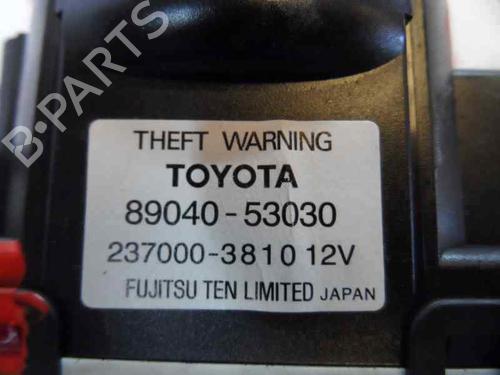 B-PARTS
THEFT WARNING
TOYOTA
89040-53030
237000-3810 12V
FUJITSU TEN LIMITED JAPAN